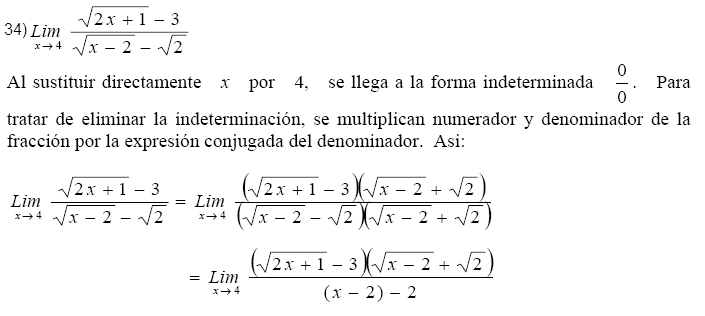 34) Lim x→4 (√(2x + 1) − 3) / (√(x − 2) − √2)
Al sustituir directamente x por 4, se llega a la forma indeterminada 0/0. Para
tratar de eliminar la indeterminación, se multiplican numerador y denominador de la
fracción por la expresión conjugada del denominador. Asi:
Lim x→4 (√(2x + 1) − 3) / (√(x − 2) − √2) = Lim x→4 ((√(2x + 1) − 3)(√(x − 2) + √2)) / ((√(x − 2) − √2)(√(x − 2) + √2))
= Lim x→4 ((√(2x + 1) − 3)(√(x − 2) + √2)) / ((x − 2) − 2)